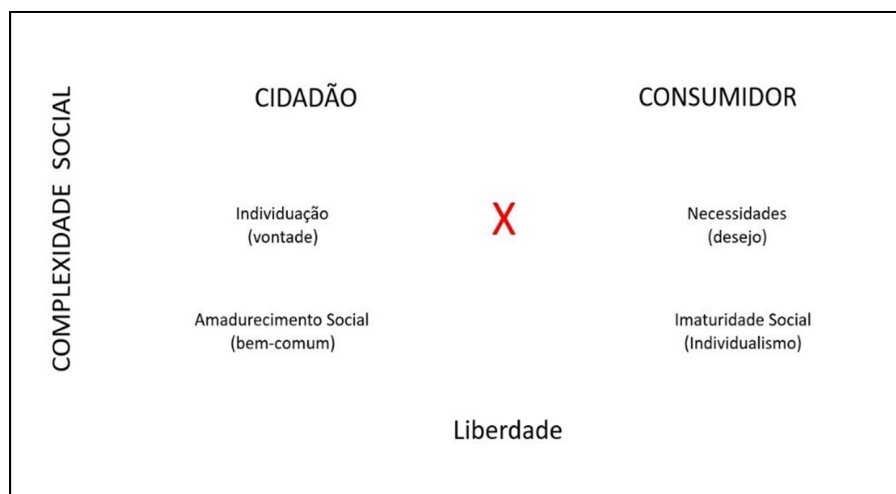 COMPLEXIDADE SOCIAL
CIDADÃO
CONSUMIDOR
Individuação
(vontade)
X
Necessidades
(desejo)
Amadurecimento Social
(bem-comum)
Imaturidade Social
(Individualismo)
Liberdade